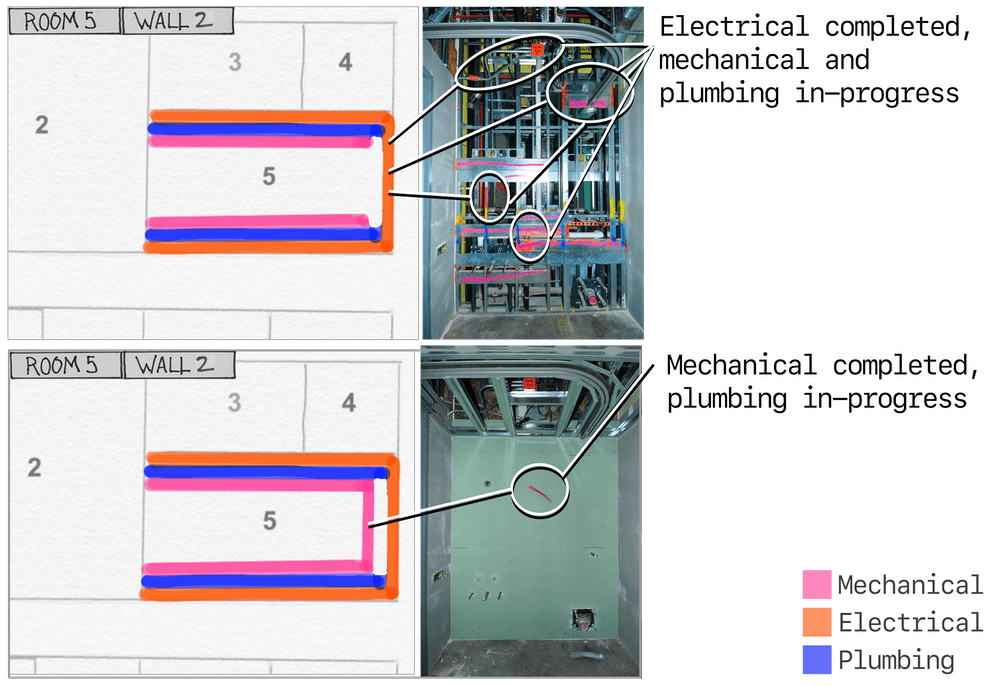 ROOM 5 WALL 2
Electrical completed,
mechanical and
plumbing in-progress
3 4
2
5
ROOM 5 WALL 2
Mechanical completed,
plumbing in-progress
3 4
2
5
Mechanical
Electrical
Plumbing